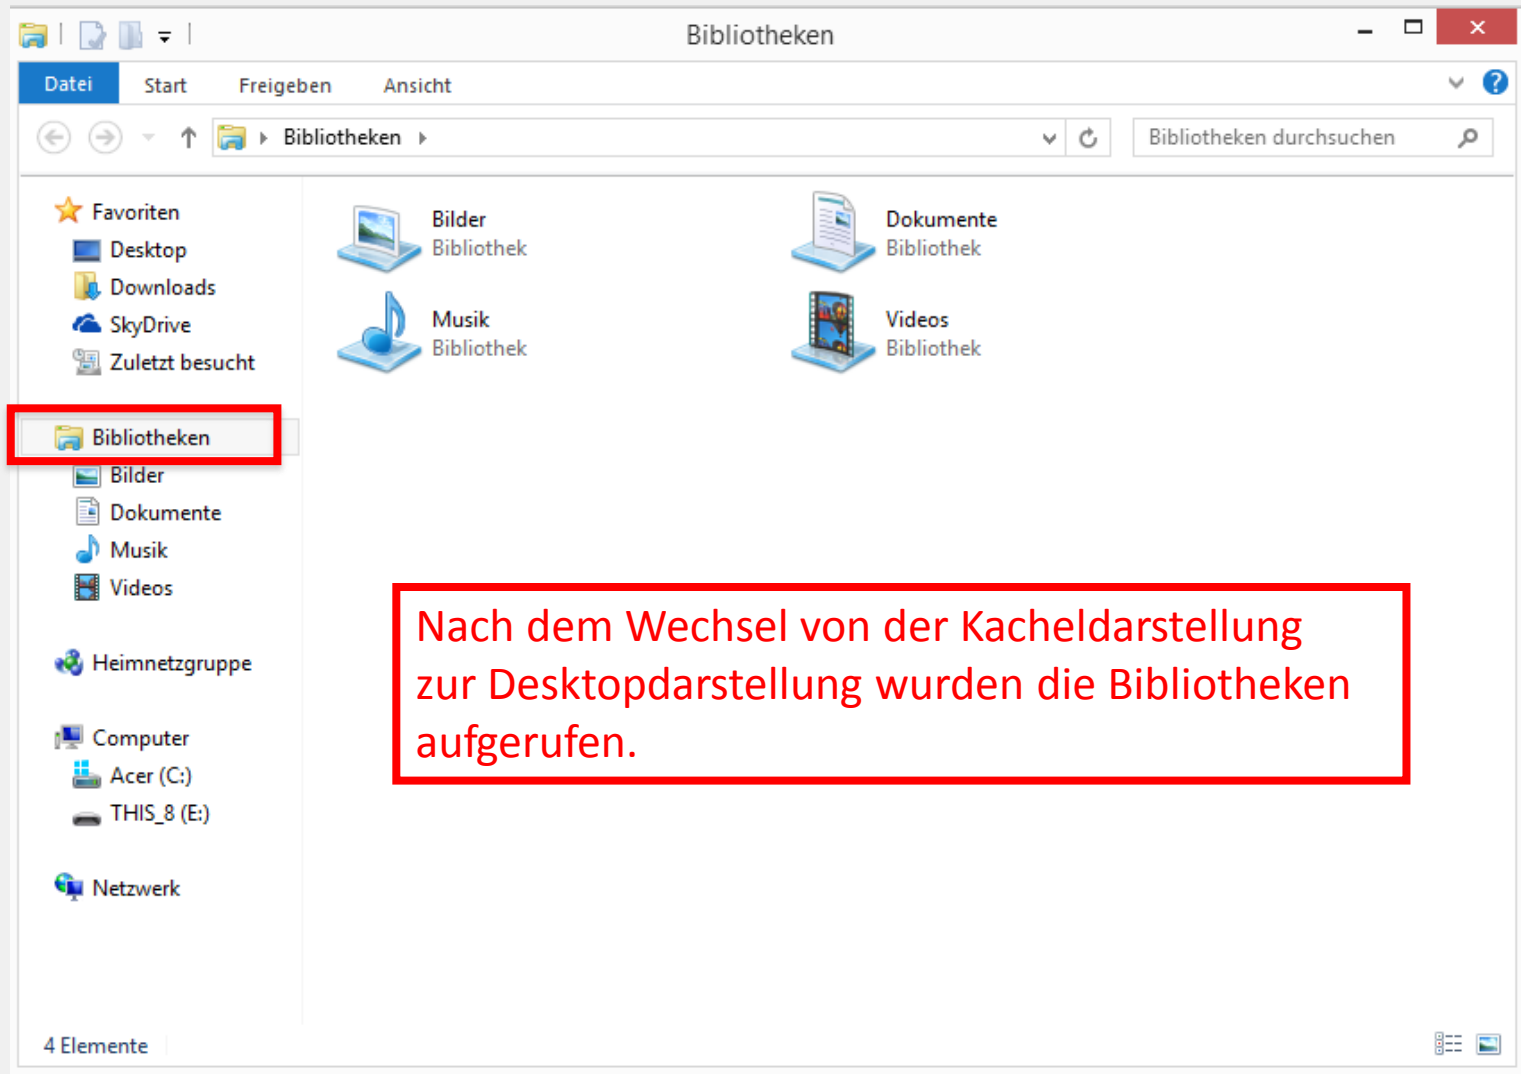 Bibliotheken
Datei Start Freigeben Ansicht
Bibliotheken
Bibliotheken durchsuchen
Favoriten
Desktop
Downloads
SkyDrive
Zuletzt besucht
Bibliotheken
Bilder
Dokumente
Musik
Videos
Heimnetzgruppe
Computer
Acer (C:)
THIS_8 (E:)
Netzwerk
Bilder
Bibliothek
Dokumente
Bibliothek
Musik
Bibliothek
Videos
Bibliothek
Nach dem Wechsel von der Kacheldarstellung
zur Desktopdarstellung wurden die Bibliotheken
aufgerufen.
4 Elemente